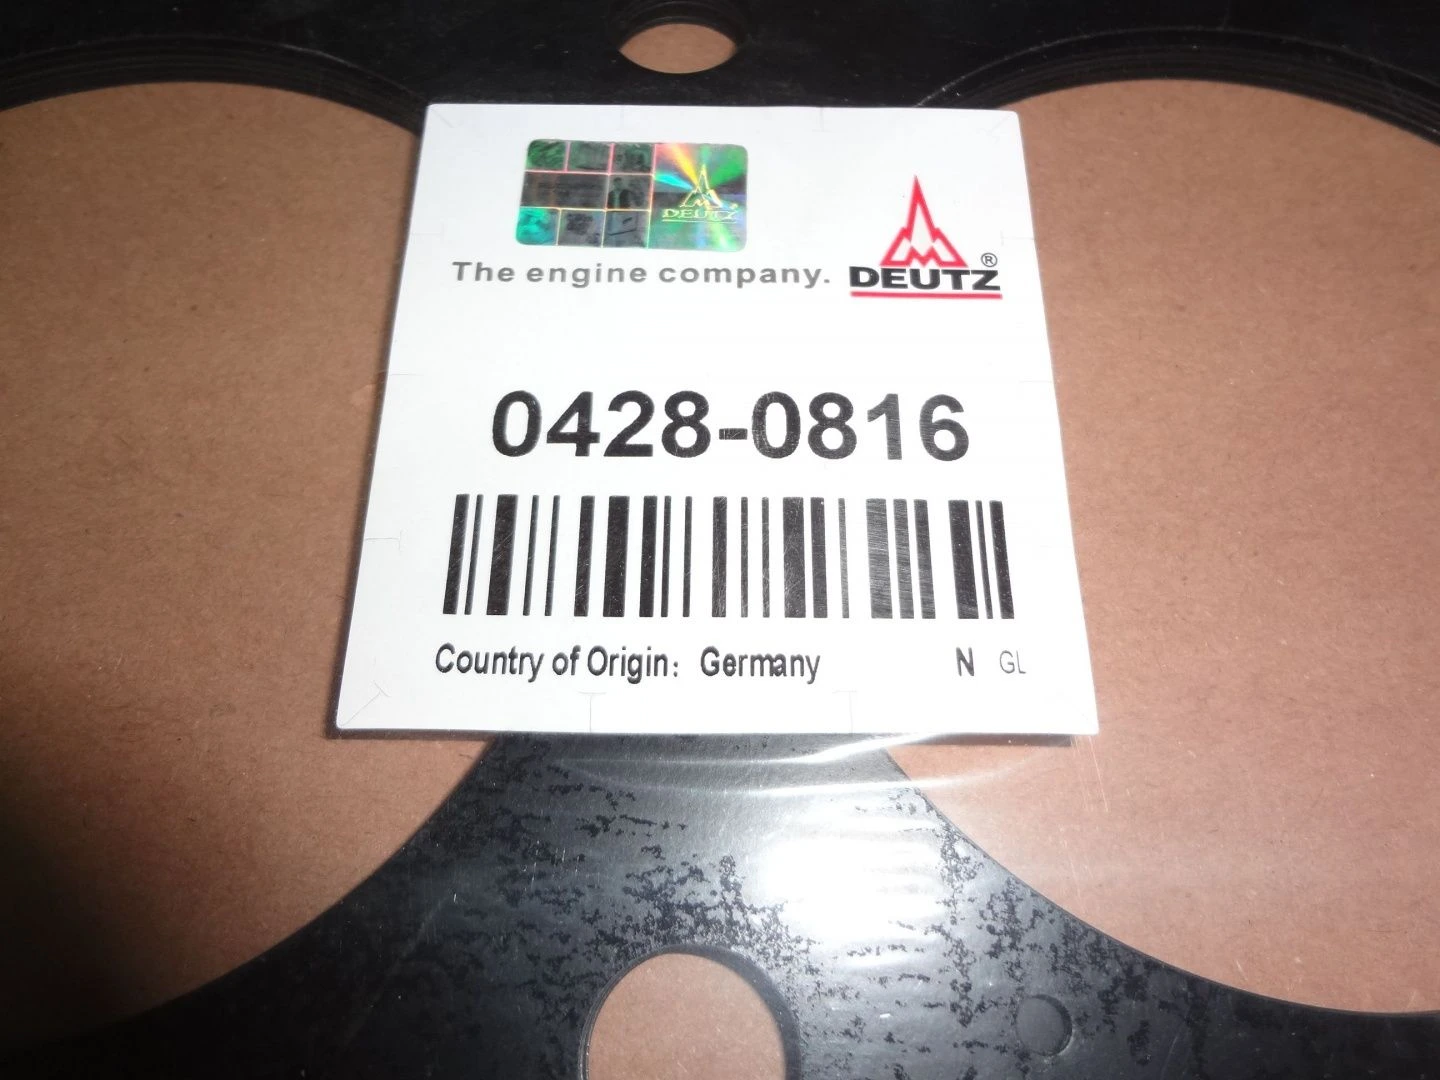 DEUTZ
The engine company.
DEUTZ®
0428-0816
Country of Origin: Germany N GL